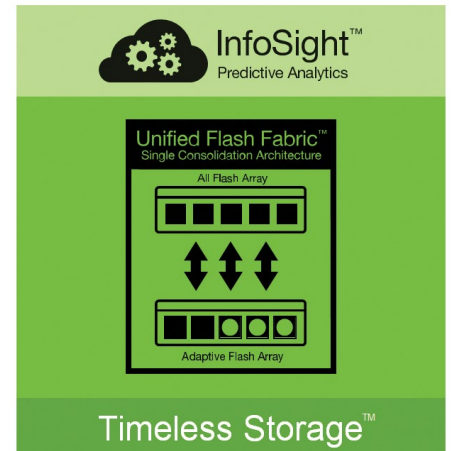 InfoSight™
Predictive Analytics
Unified Flash Fabric™
Single Consolidation Architecture
All Flash Array
Adaptive Flash Array
Timeless Storage™